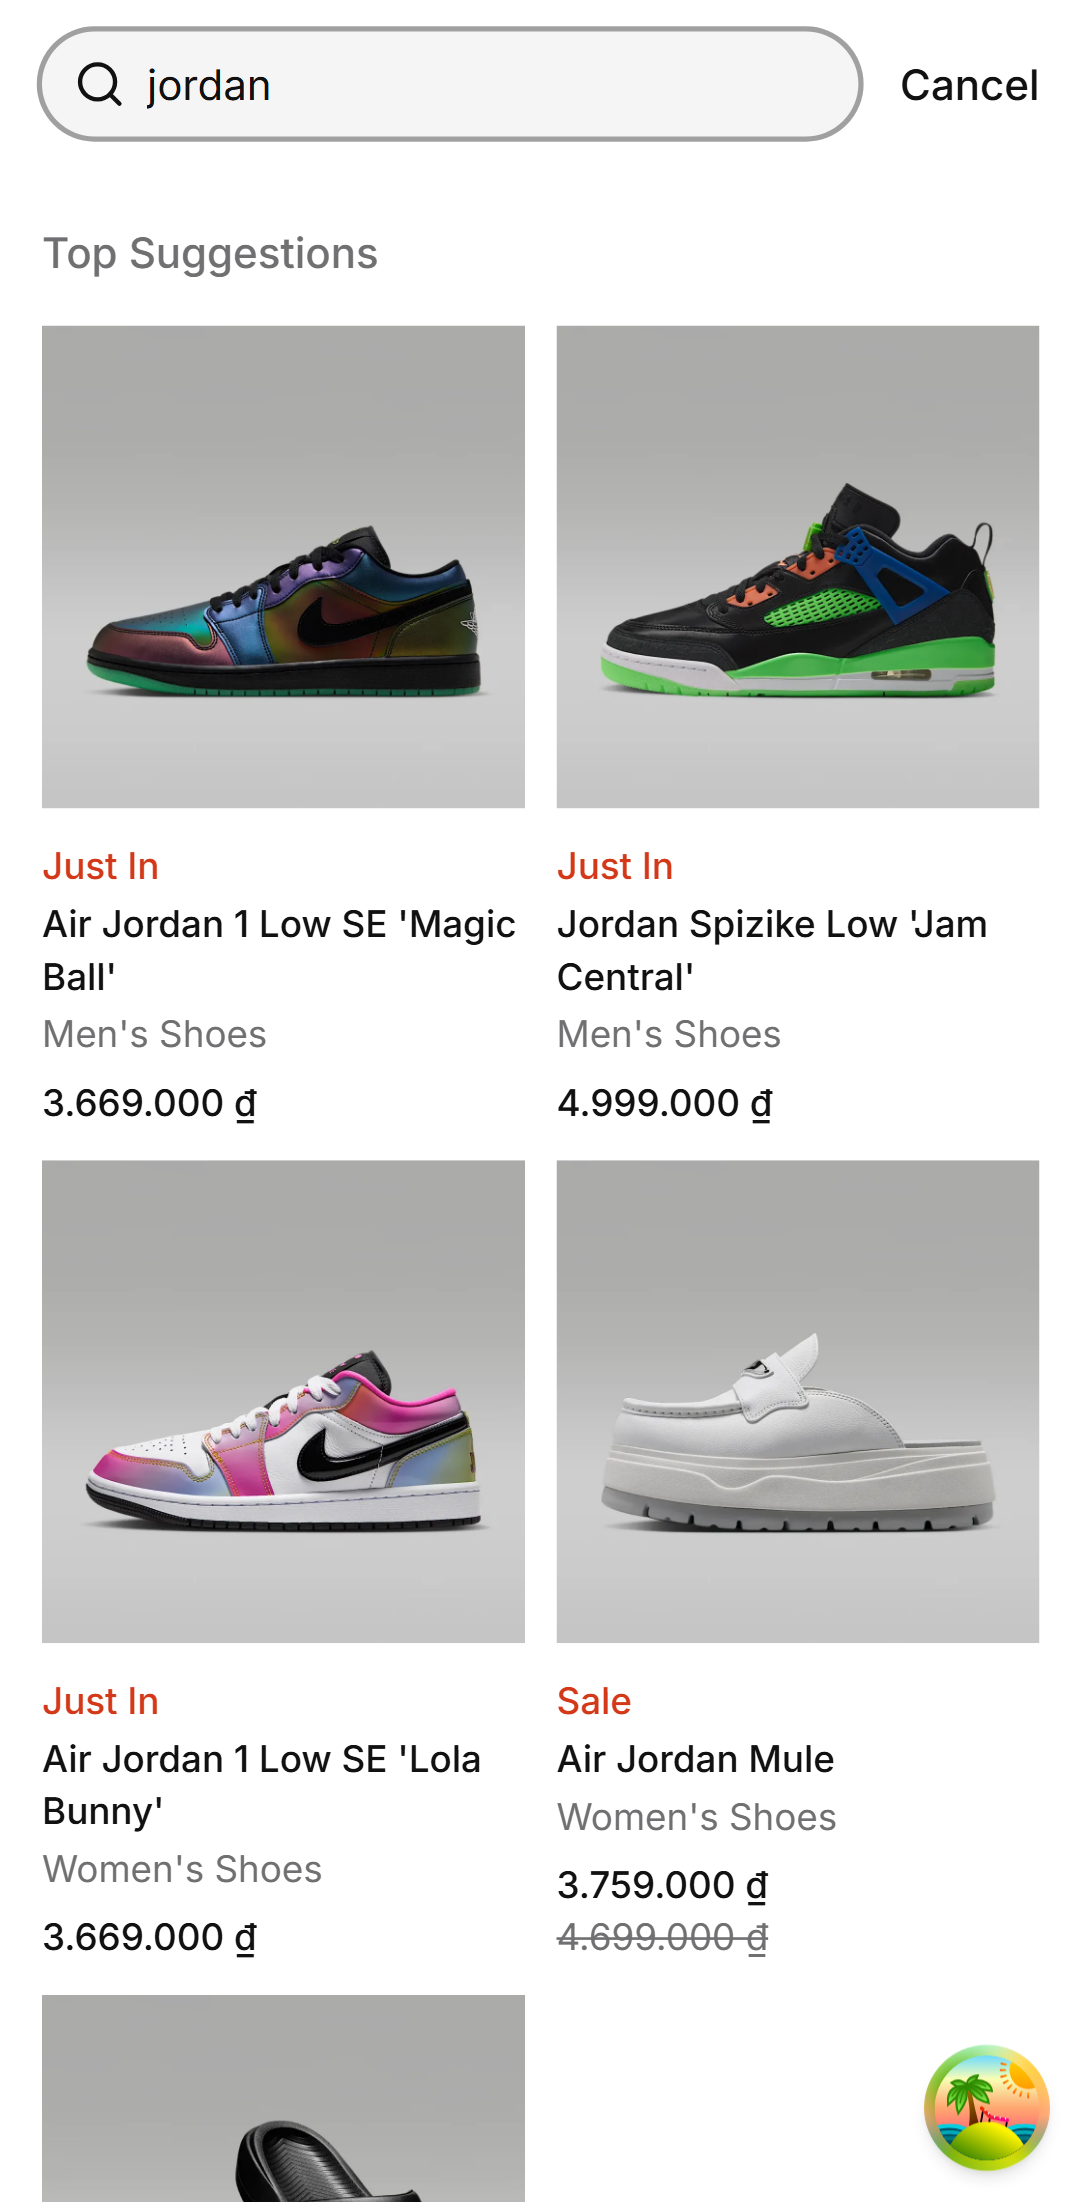 jordan
Cancel
Top Suggestions
Just In
Air Jordan 1 Low SE 'Magic
Ball'
Men's Shoes
3.669.000 ₫
Just In
Jordan Spizike Low 'Jam
Central'
Men's Shoes
4.999.000 ₫
Just In
Air Jordan 1 Low SE 'Lola
Bunny'
Women's Shoes
3.669.000 ₫
Sale
Air Jordan Mule
Women's Shoes
3.759.000 ₫
4.699.000 ₫